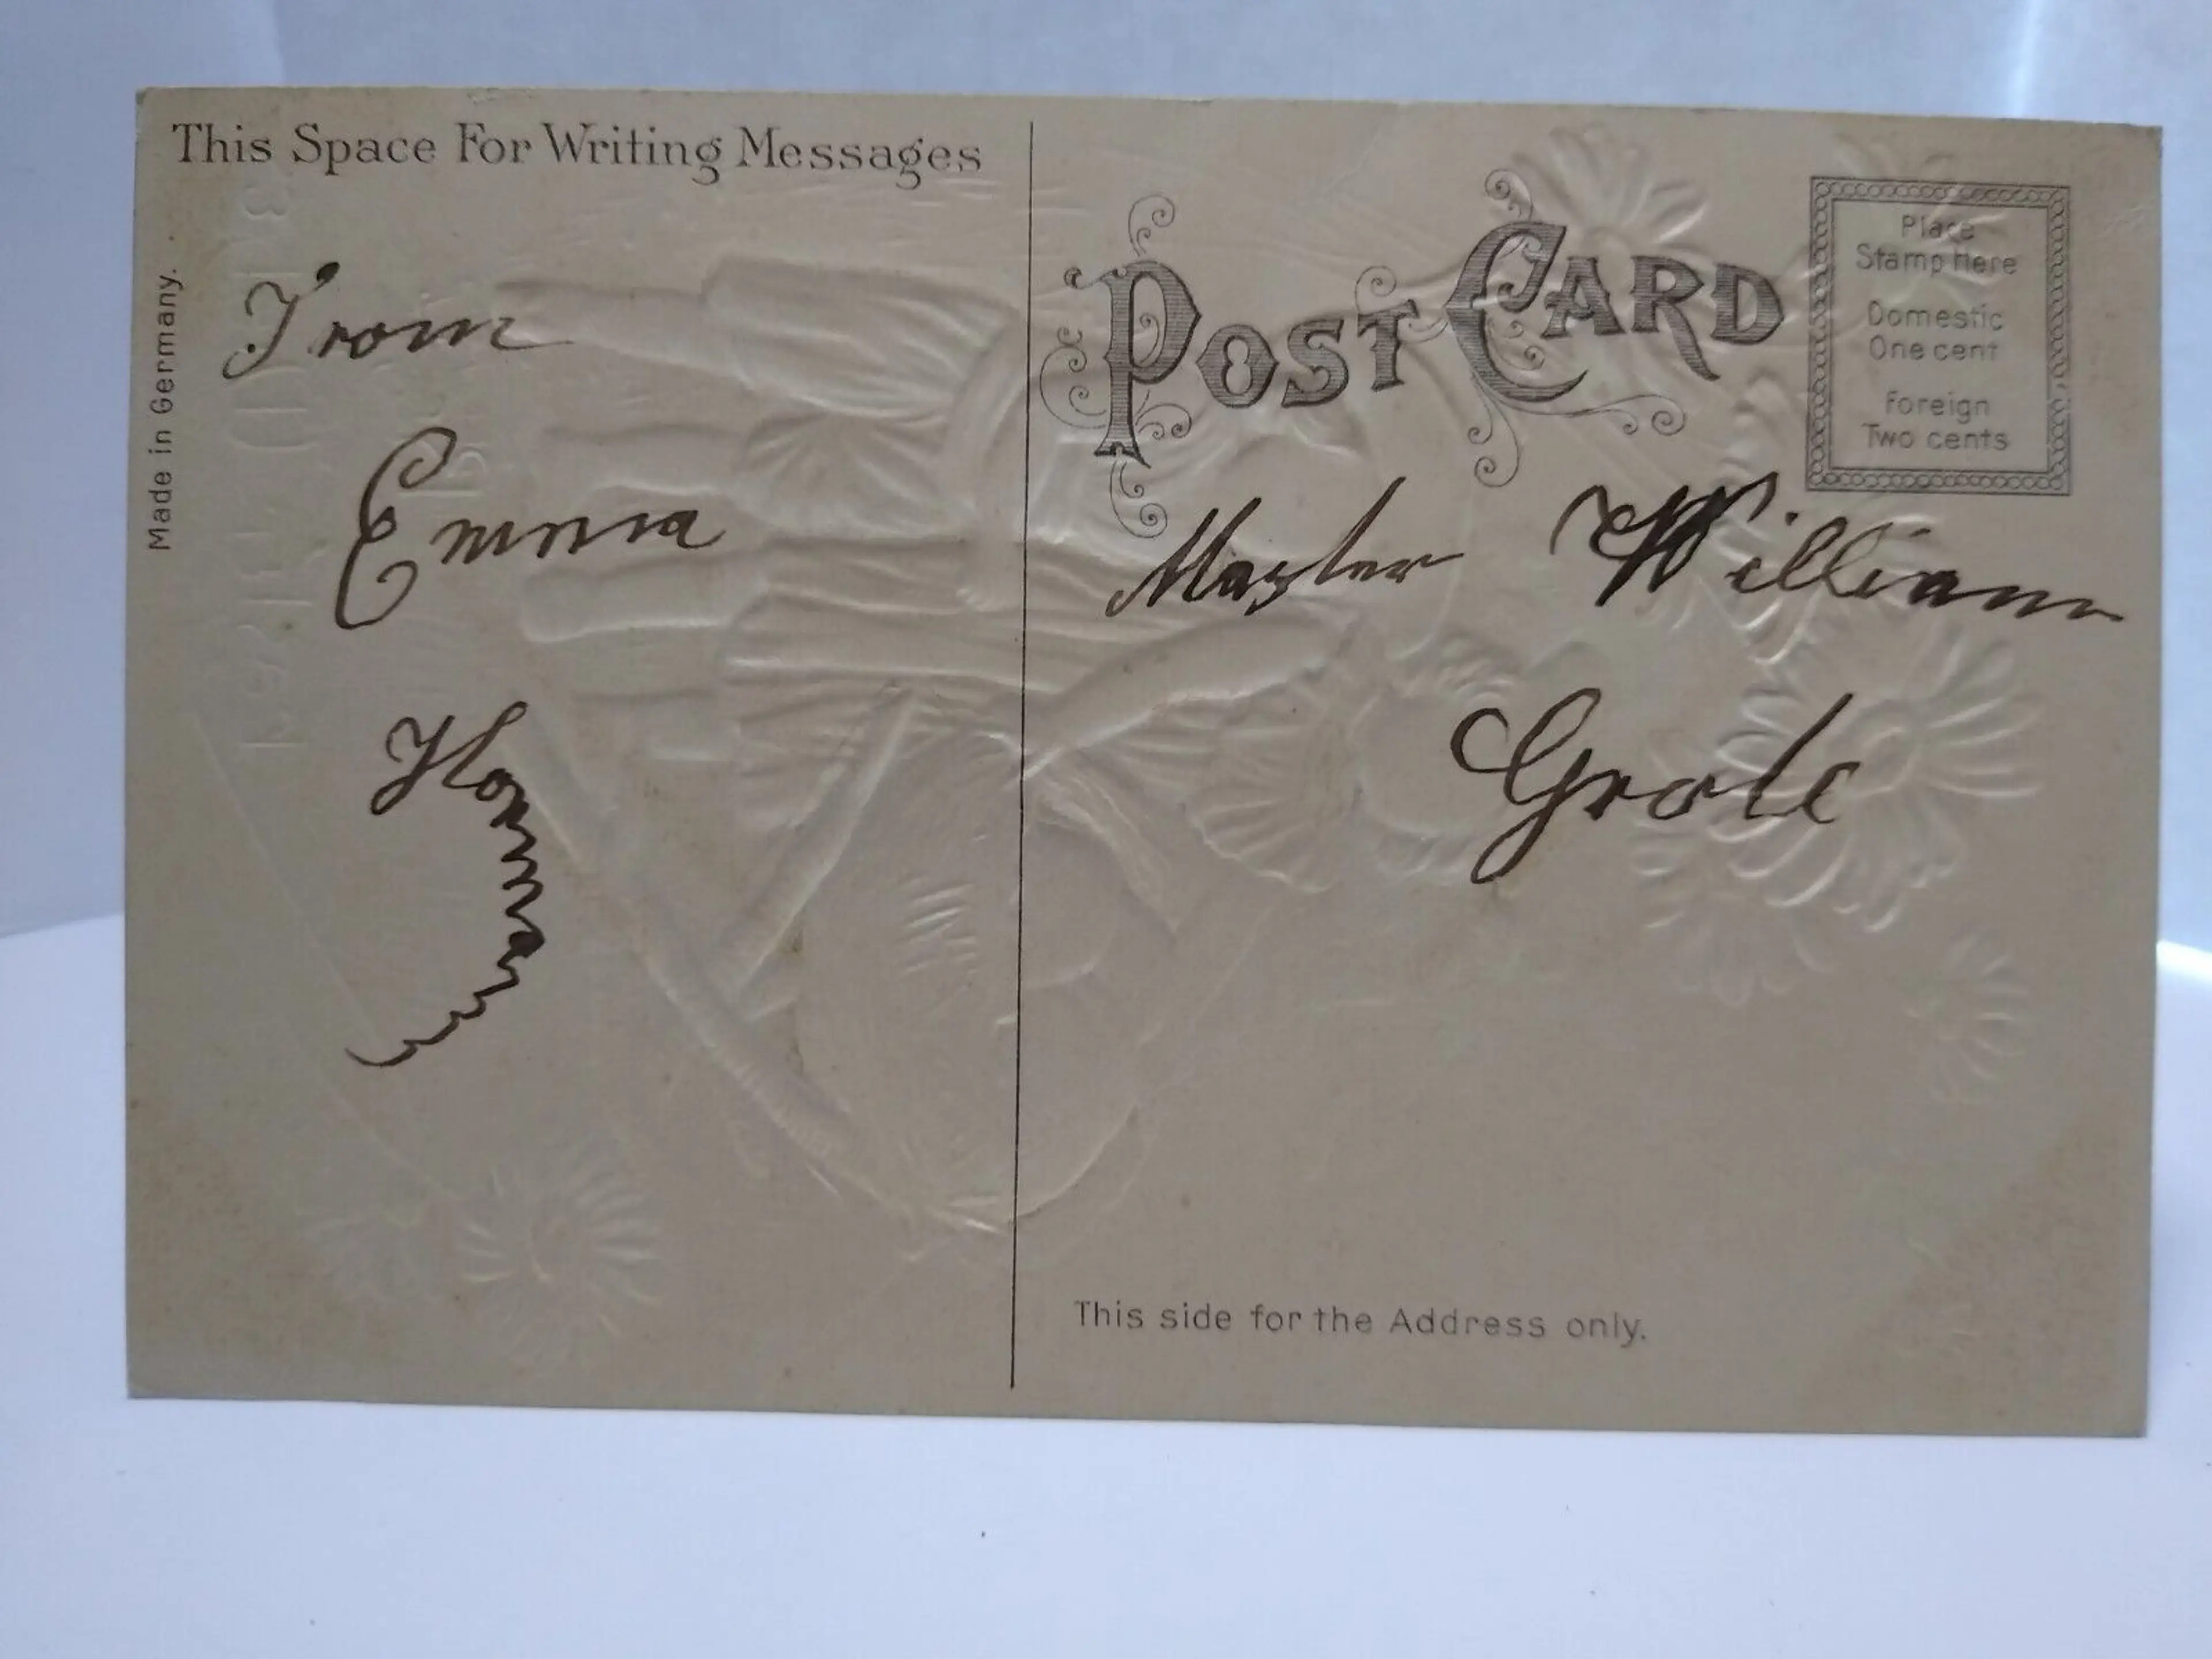 This Space For Writing Messages
Made in Germany.
From
Emma
POST CARD
Place
Stamp Here
Domestic
One cent
Foreign
Two cents
Master William
Grote
This side for the Address only.